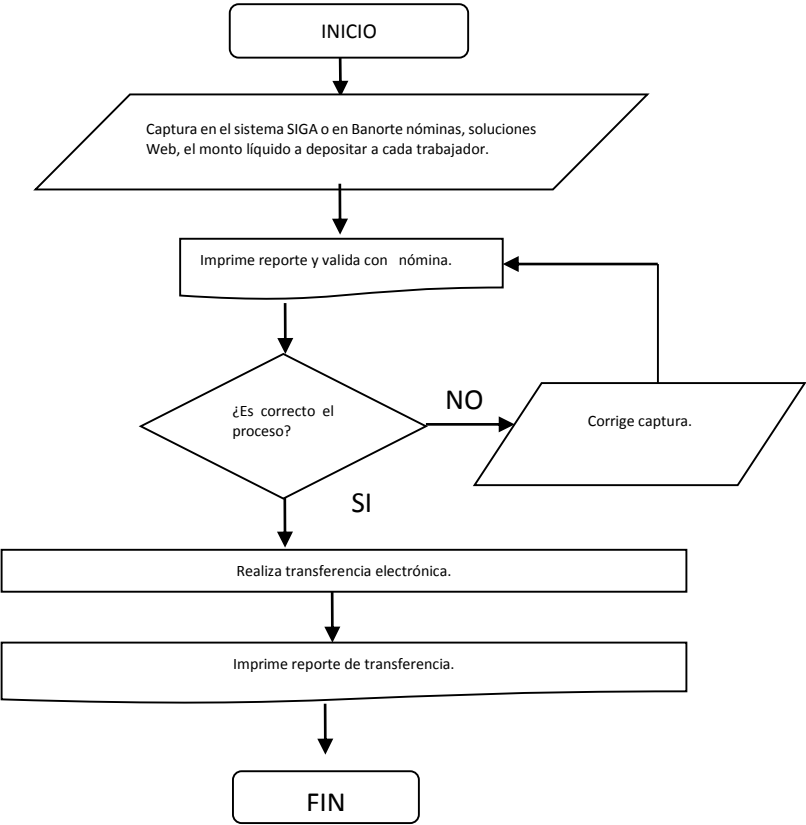 INICIO
Captura en el sistema SIGA o en Banorte nóminas, soluciones
Web, el monto líquido a depositar a cada trabajador.
Imprime reporte y valida con nómina.
¿Es correcto el
proceso?
NO
Corrige captura.
SI
Realiza transferencia electrónica.
Imprime reporte de transferencia.
FIN